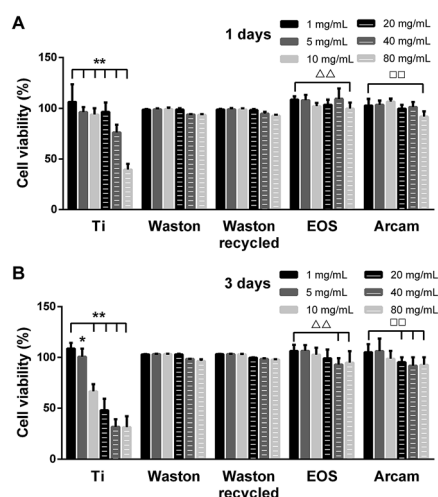 A
1 days
1 mg/mL
20 mg/mL
5 mg/mL
40 mg/mL
10 mg/mL
80 mg/mL
Cell viability (%)
150
100
50
0
**
△△
□□
Ti
Waston
Waston recycled
EOS
Arcam
B
3 days
1 mg/mL
20 mg/mL
5 mg/mL
40 mg/mL
10 mg/mL
80 mg/mL
Cell viability (%)
150
100
50
0
**
*
△△
□□
Ti
Waston
Waston
recycled
EOS
Arcam